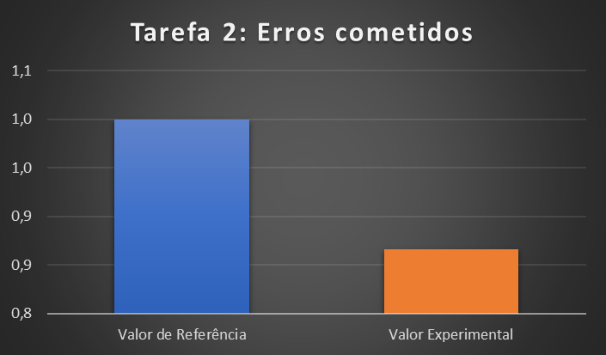 Tarefa 2: Erros cometidos
1,1
1,0
1,0
0,9
0,9
0,8
Valor de Referência
Valor Experimental